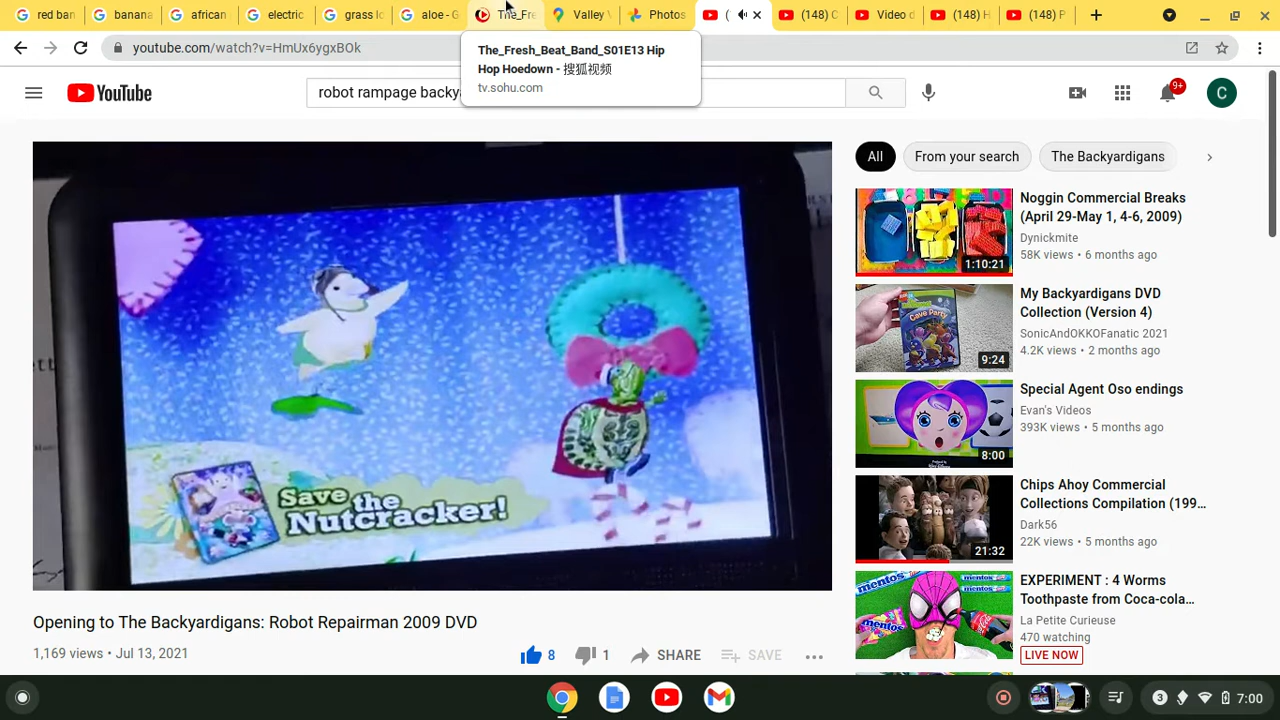 red ban
banana
african
electric
grass lo
aloe - G
The_Fre
Valley V
Photos
(
(148) C
Video d
(148) H
(148) P
youtube.com/watch?v=HmUx6ygxBOk
The_Fresh_Beat_Band_S01E13 Hip
Hop Hoedown - 搜狐视频
tv.sohu.com
YouTube
robot rampage backy
9+
C
All
From your search
The Backyardigans
Save the
Nutcracker!
Noggin Commercial Breaks
(April 29-May 1, 4-6, 2009)
Dynickmite
58K views • 6 months ago
1:10:21
My Backyardigans DVD
Collection (Version 4)
SonicAndOKKOFanatic 2021
4.2K views • 2 months ago
Cave Party
9:24
Special Agent Oso endings
Evan's Videos
393K views • 5 months ago
8:00
Chips Ahoy Commercial
Collections Compilation (199...
Dark56
22K views • 5 months ago
21:32
EXPERIMENT : 4 Worms
Toothpaste from Coca-cola...
La Petite Curieuse
470 watching
LIVE NOW
mentos
mentos
Opening to The Backyardigans: Robot Repairman 2009 DVD
1,169 views • Jul 13, 2021
8
1
SHARE
SAVE
3
7:00